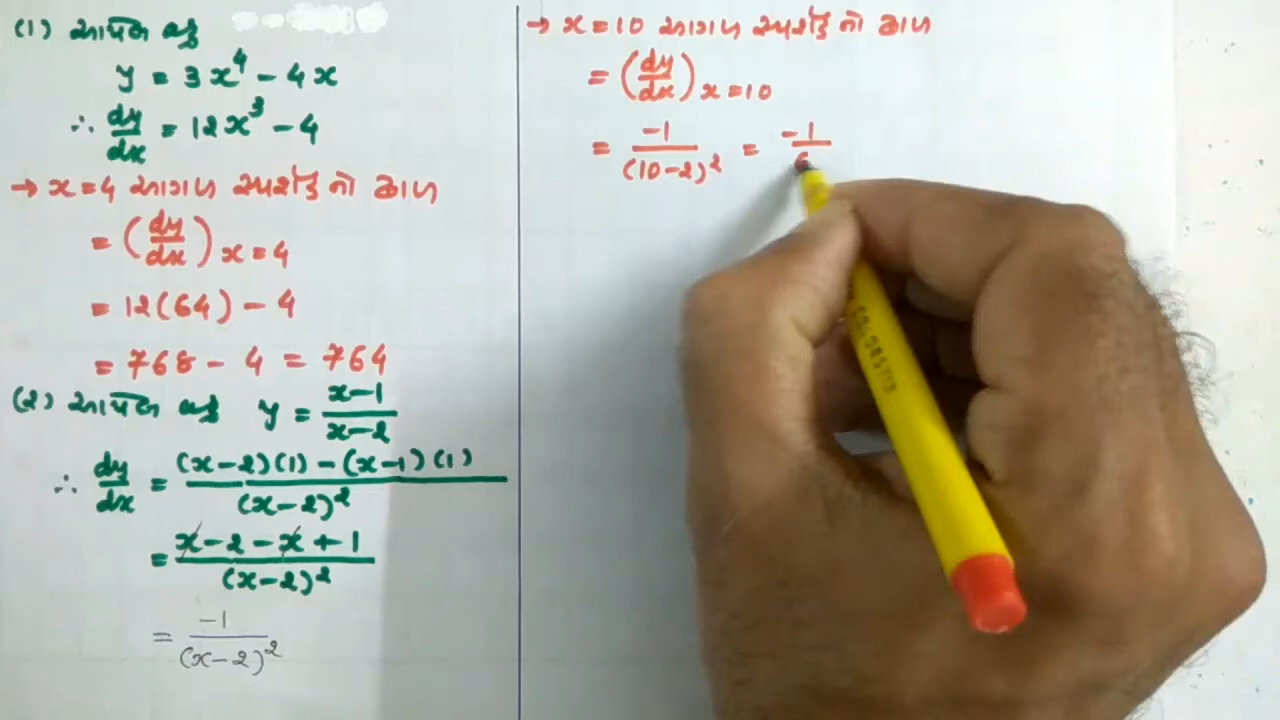 (1) આપેલ વક્ર
y = 3x⁴ - 4x
∴ dy/dx = 12x³ - 4
→ x = 4 આગળ સ્પર્શકનો ઢાળ
= (dy/dx) x = 4
= 12(64) - 4
= 768 - 4 = 764
(2) આપેલ વક્ર y = x-1/x-2
∴ dy/dx = (x-2)(1) - (x-1)(1)/(x-2)²
= x - 2 - x + 1/(x-2)²
= -1/(x-2)²
→ x = 10 આગળ સ્પર્શકનો ઢાળ
= (dy/dx) x = 10
= -1/(10-2)² = -1/6